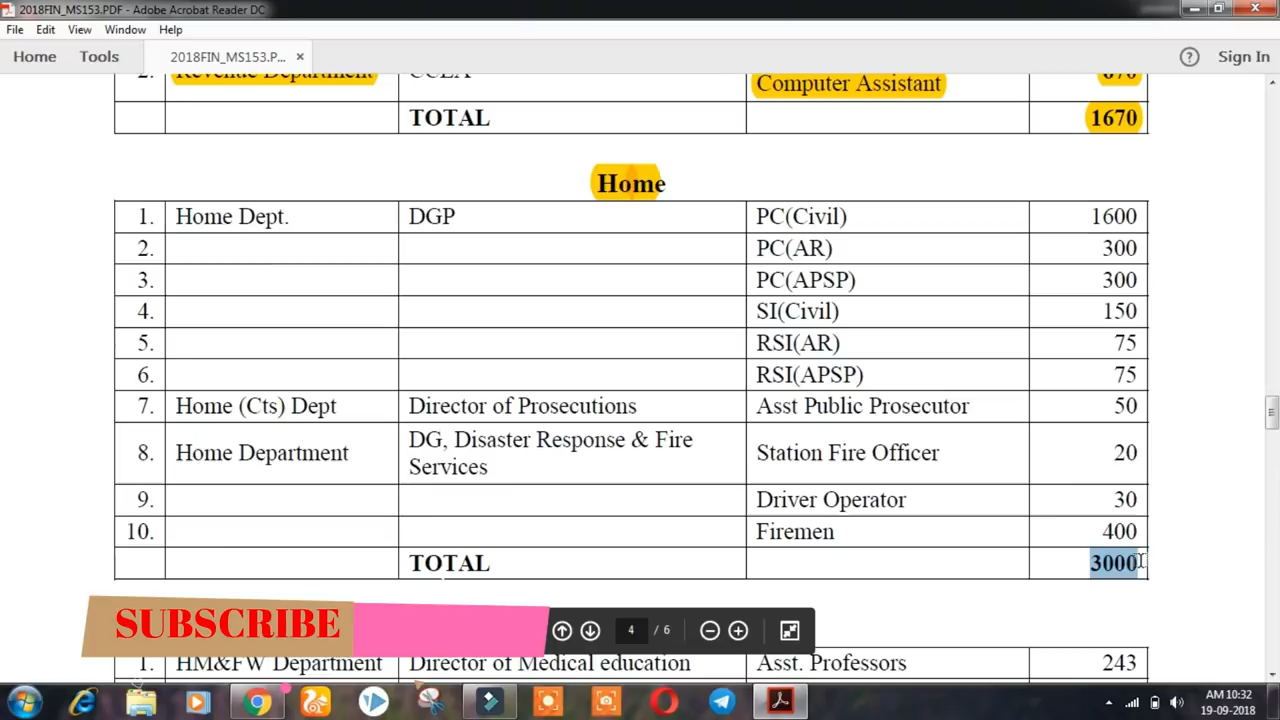 2018FIN_MS153.PDF - Adobe Acrobat Reader DC
File Edit View Window Help
Home Tools 2018FIN_MS153.P... × ? Sign In
2. Revenue Department CCLA Computer Assistant 670
TOTAL 1670
Home
1. Home Dept. DGP PC(Civil) 1600
2. PC(AR) 300
3. PC(APSP) 300
4. SI(Civil) 150
5. RSI(AR) 75
6. RSI(APSP) 75
7. Home (Cts) Dept Director of Prosecutions Asst Public Prosecutor 50
8. Home Department DG, Disaster Response & Fire Services Station Fire Officer 20
9. Driver Operator 30
10. Firemen 400
TOTAL 3000
SUBSCRIBE
4 / 6
1. HM&FW Department Director of Medical education Asst. Professors 243
AM 10:32
19-09-2018